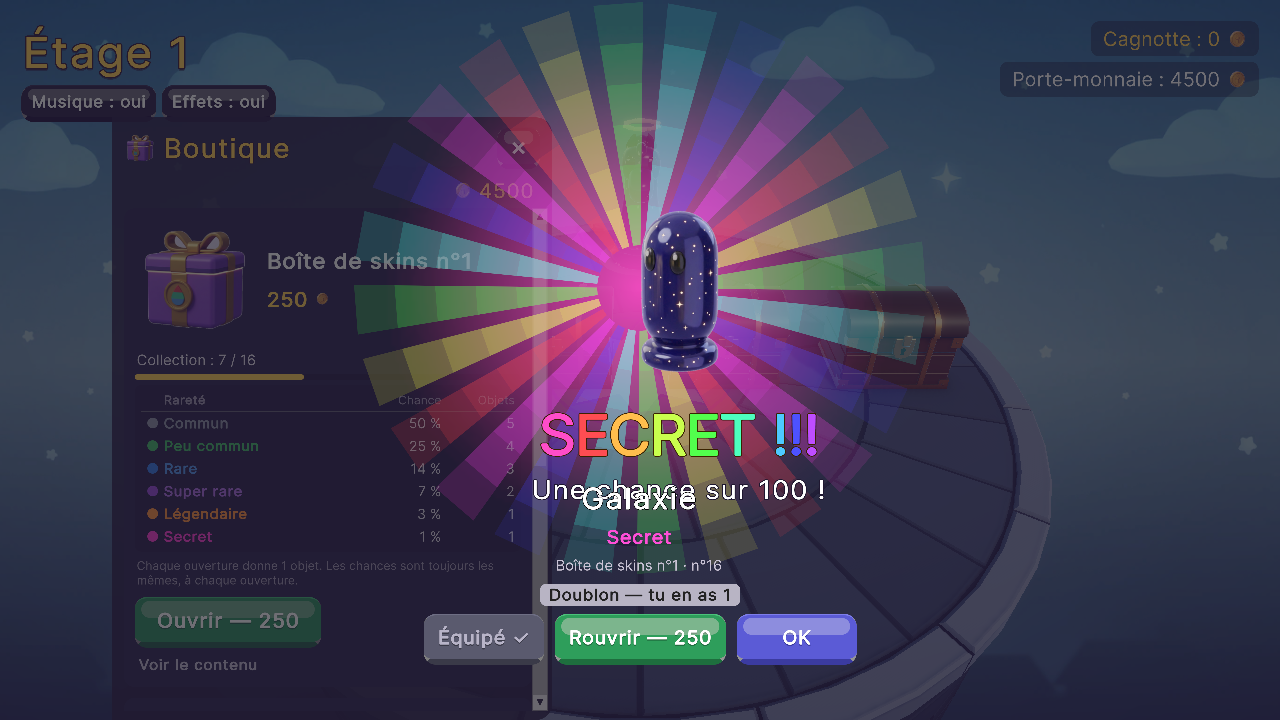 Étage 1
Cagnotte : 0
Porte-monnaie : 4500
Musique : oui
Effets : oui
Boutique
×
4500
Boîte de skins n°1
250
Collection : 7 / 16
Rareté Chance Objets
Commun 50 % 5
Peu commun 25 % 4
Rare 14 % 3
Super rare 7 % 2
Légendaire 3 % 1
Secret 1 % 1
Chaque ouverture donne 1 objet. Les chances sont toujours les
mêmes, à chaque ouverture.
Ouvrir — 250
Voir le contenu
SECRET !!!
Une chance sur 100 !
Galaxie
Secret
Boîte de skins n°1 · n°16
Doublon — tu en as 1
Équipé ✓
Rouvrir — 250
OK